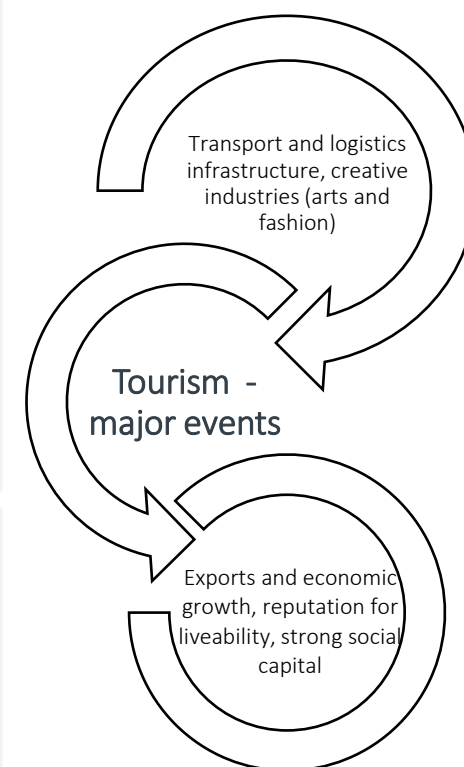 Transport and logistics
infrastructure, creative
industries (arts and
fashion)
Tourism -
major events
Exports and economic
growth, reputation for
liveability, strong social
capital